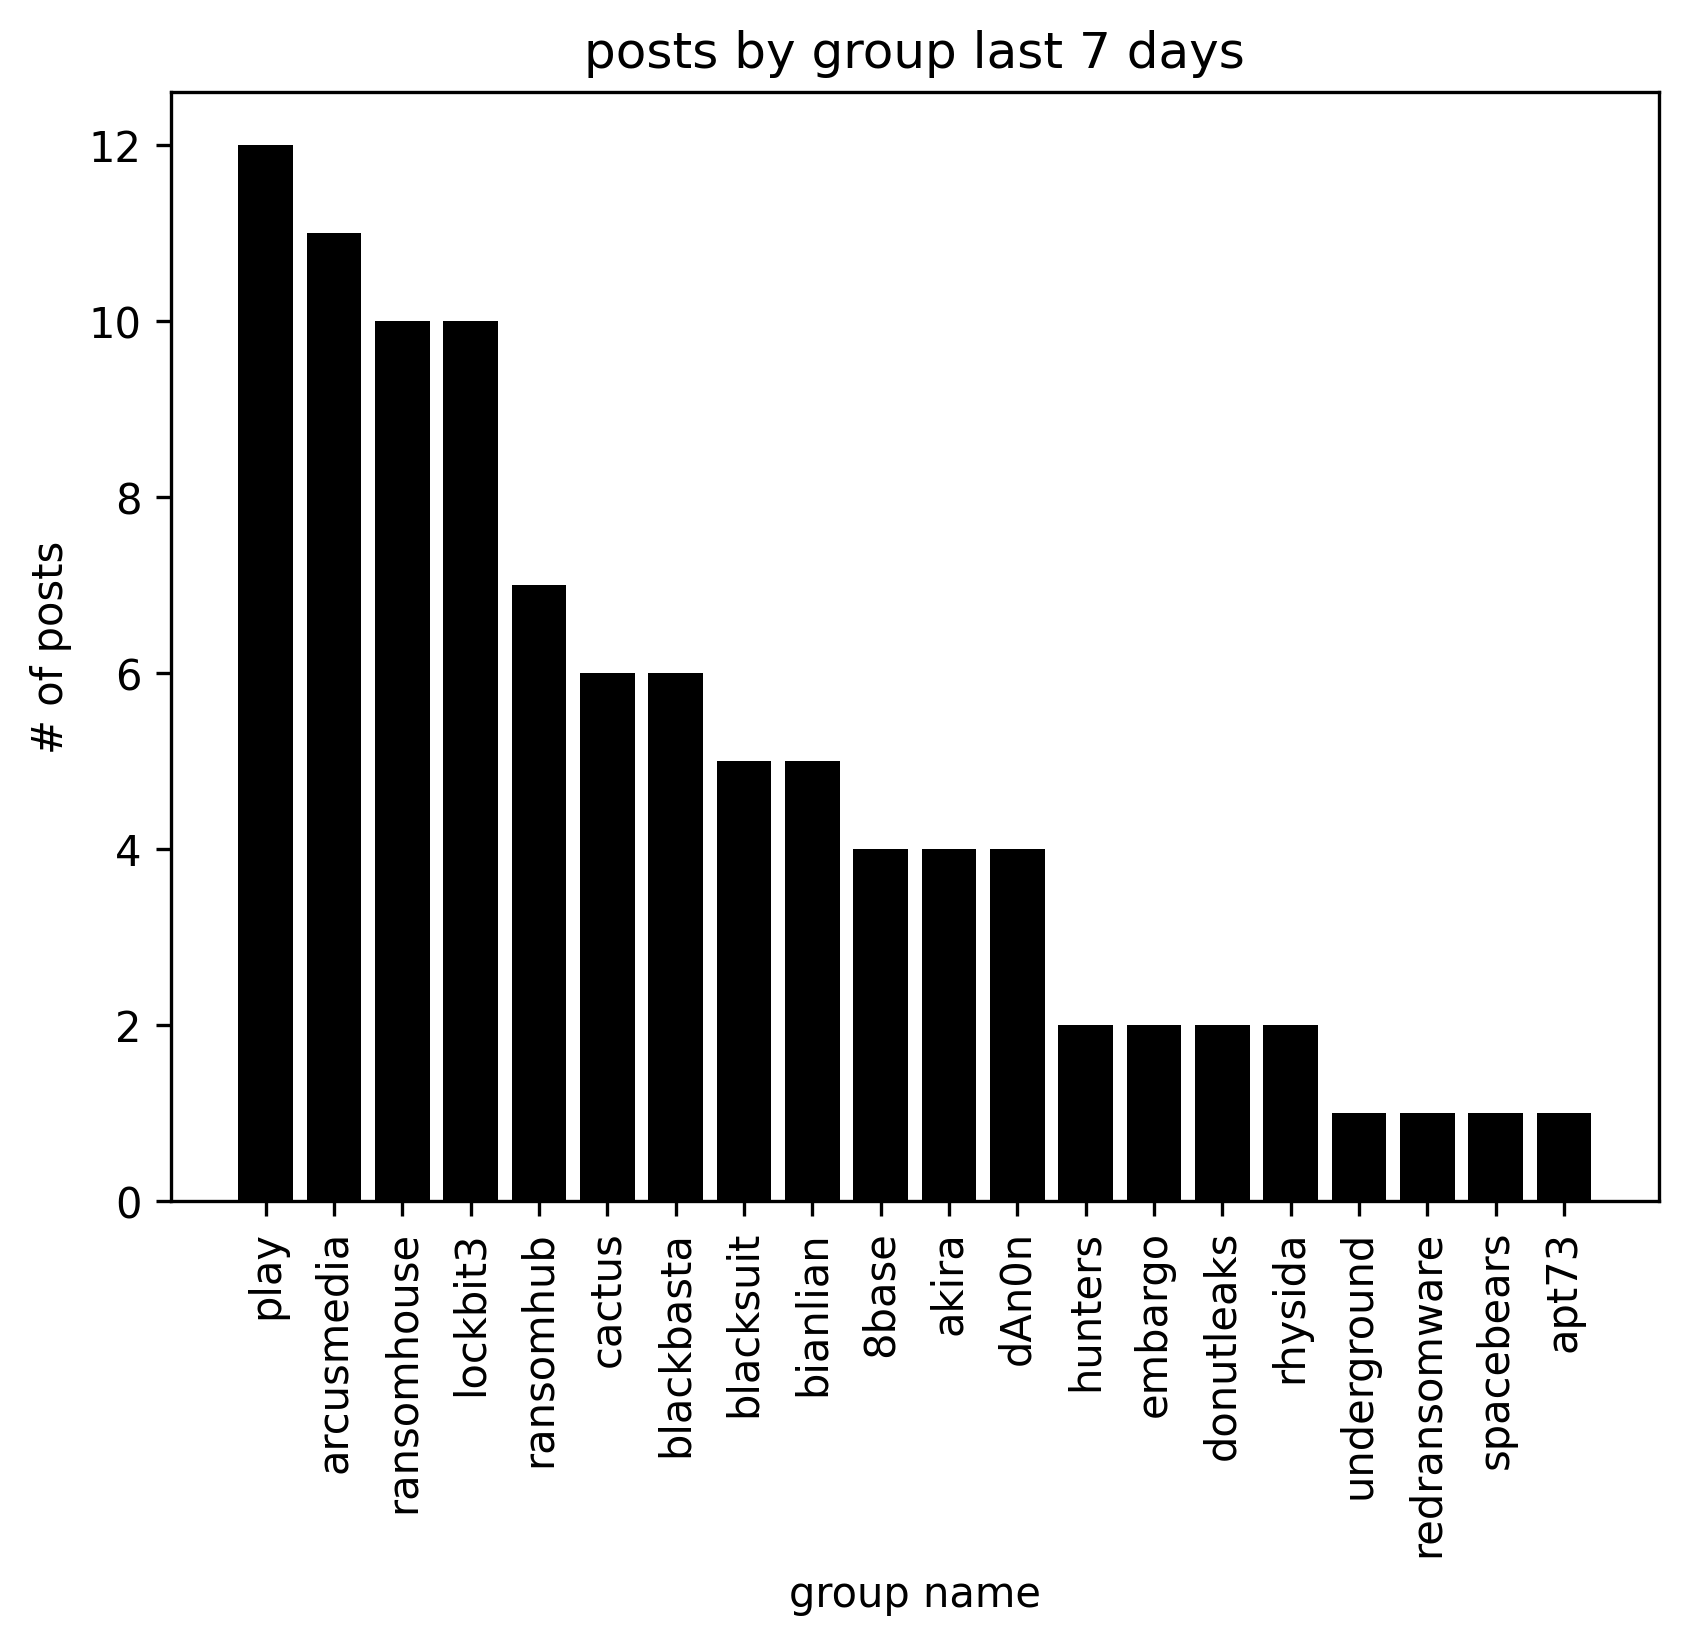 posts by group last 7 days
12
10
8
6
4
2
0
# of posts
play
arcusmedia
ransomhouse
lockbit3
ransomhub
cactus
blackbasta
blacksuit
bianlian
8base
akira
dAn0n
hunters
embargo
donutleaks
rhysida
underground
redransomware
spacebears
apt73
group name